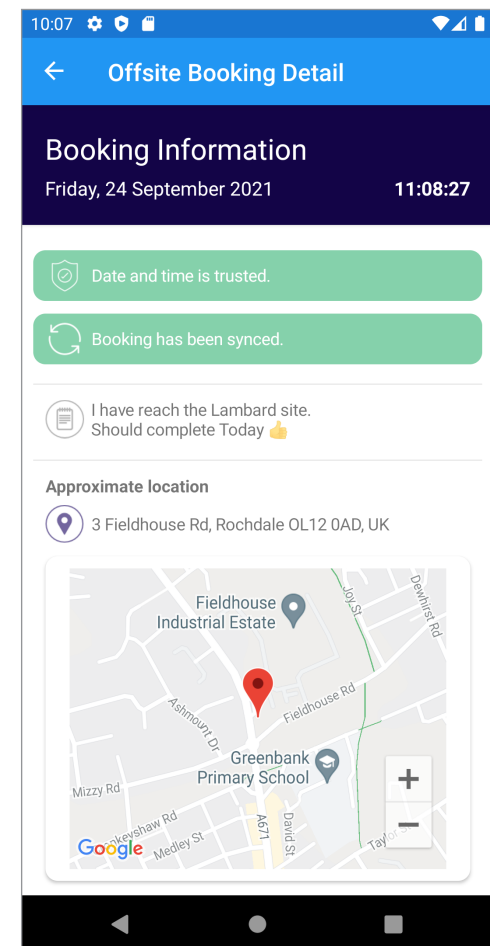 10:07
Offsite Booking Detail
Booking Information
Friday, 24 September 2021
11:08:27
Date and time is trusted.
Booking has been synced.
I have reach the Lambard site.
Should complete Today 👍
Approximate location
3 Fieldhouse Rd, Rochdale OL12 0AD, UK
Fieldhouse
Industrial Estate
Joy St
Dewhirst Rd
Ashmount Dr
Fieldhouse Rd
Greenbank
Primary School
Mizzy Rd
+
−
Medley St
A671
David St
Google